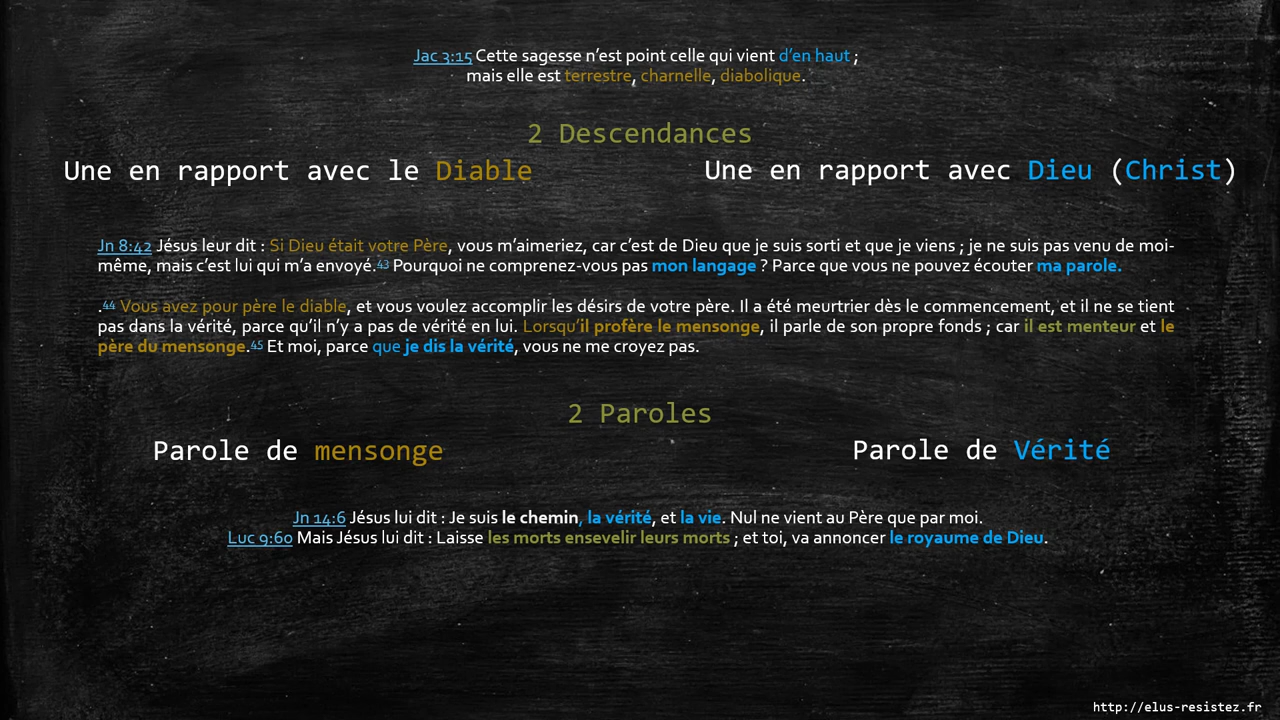 Jac 3:15 Cette sagesse n’est point celle qui vient d’en haut ;
mais elle est terrestre, charnelle, diabolique.
2 Descendances
Une en rapport avec le Diable
Une en rapport avec Dieu (Christ)
Jn 8:42 Jésus leur dit : Si Dieu était votre Père, vous m’aimeriez, car c’est de Dieu que je suis sorti et que je viens ; je ne suis pas venu de moi-
même, mais c’est lui qui m’a envoyé.43 Pourquoi ne comprenez-vous pas mon langage ? Parce que vous ne pouvez écouter ma parole.
.44 Vous avez pour père le diable, et vous voulez accomplir les désirs de votre père. Il a été meurtrier dès le commencement, et il ne se tient
pas dans la vérité, parce qu’il n’y a pas de vérité en lui. Lorsqu’il profère le mensonge, il parle de son propre fonds ; car il est menteur et le
père du mensonge.45 Et moi, parce que je dis la vérité, vous ne me croyez pas.
2 Paroles
Parole de mensonge
Parole de Vérité
Jn 14:6 Jésus lui dit : Je suis le chemin, la vérité, et la vie. Nul ne vient au Père que par moi.
Luc 9:60 Mais Jésus lui dit : Laisse les morts ensevelir leurs morts ; et toi, va annoncer le royaume de Dieu.
http://elus-resistez.fr